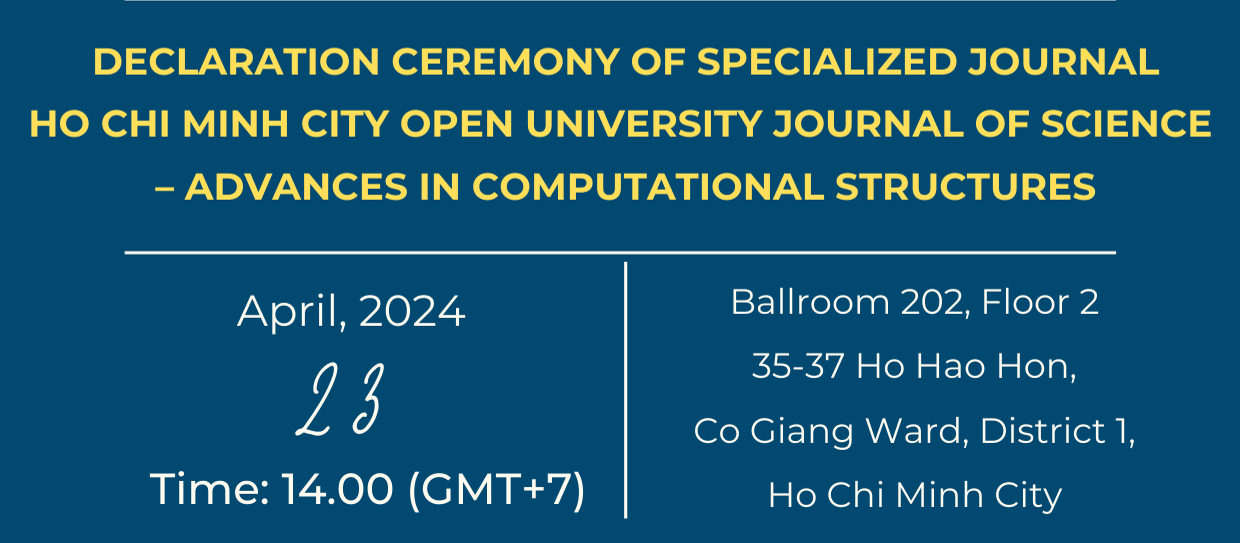 DECLARATION CEREMONY OF SPECIALIZED JOURNAL
HO CHI MINH CITY OPEN UNIVERSITY JOURNAL OF SCIENCE
– ADVANCES IN COMPUTATIONAL STRUCTURES
April, 2024
23
Time: 14.00 (GMT+7)
Ballroom 202, Floor 2
35-37 Ho Hao Hon,
Co Giang Ward, District 1,
Ho Chi Minh City